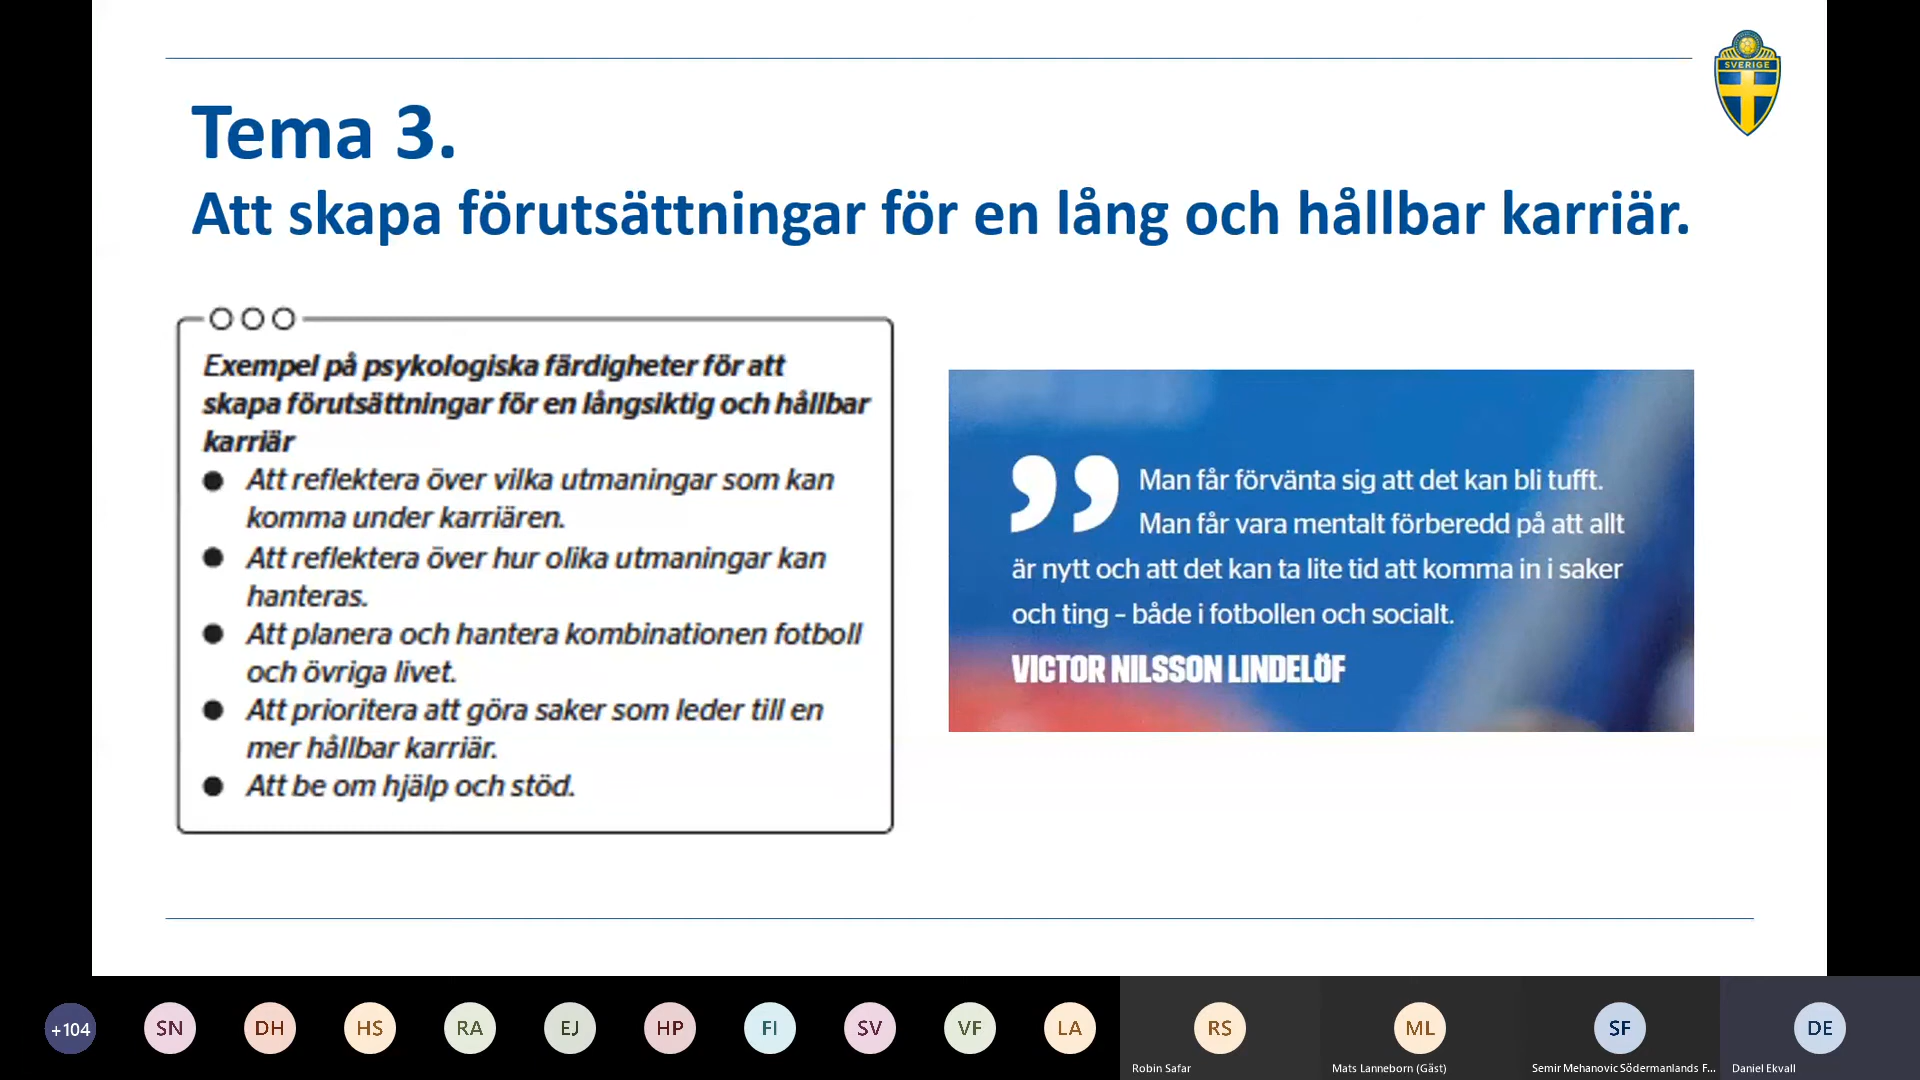 SVERIGE
Tema 3.
Att skapa förutsättningar för en lång och hållbar karriär.
Exempel på psykologiska färdigheter för att
skapa förutsättningar för en långsiktig och hållbar
karriär
● Att reflektera över vilka utmaningar som kan
komma under karriären.
● Att reflektera över hur olika utmaningar kan
hanteras.
● Att planera och hantera kombinationen fotboll
och övriga livet.
● Att prioritera att göra saker som leder till en
mer hållbar karriär.
● Att be om hjälp och stöd.
” Man får förvänta sig att det kan bli tufft.
Man får vara mentalt förberedd på att allt
är nytt och att det kan ta lite tid att komma in i saker
och ting – både i fotbollen och socialt.
VICTOR NILSSON LINDELÖF
+104 SN DH HS RA EJ HP FI SV VF LA RS ML SF DE
Robin Safar Mats Lanneborn (Gäst) Semir Mehanovic Södermanlands F... Daniel Ekvall